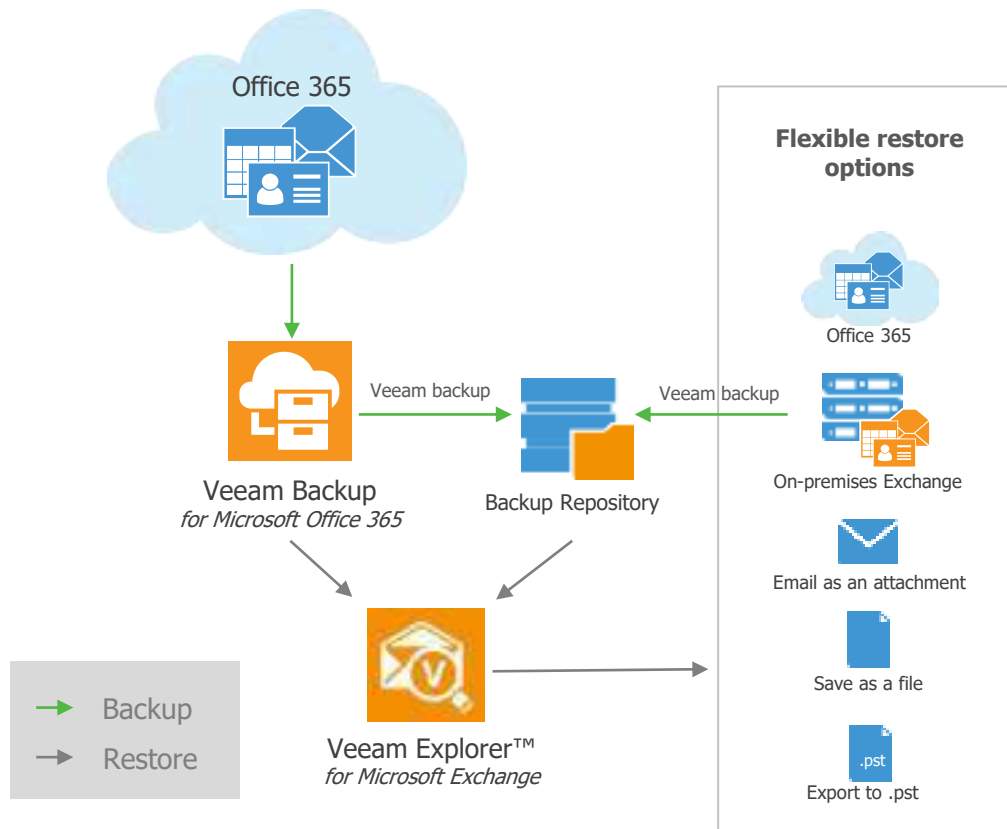 Office 365
Flexible restore
options
Office 365
Veeam backup
Veeam backup
Veeam Backup
for Microsoft Office 365
Backup Repository
On-premises Exchange
Email as an attachment
Save as a file
V
Veeam Explorer™
for Microsoft Exchange
.pst
Export to .pst
Backup
Restore